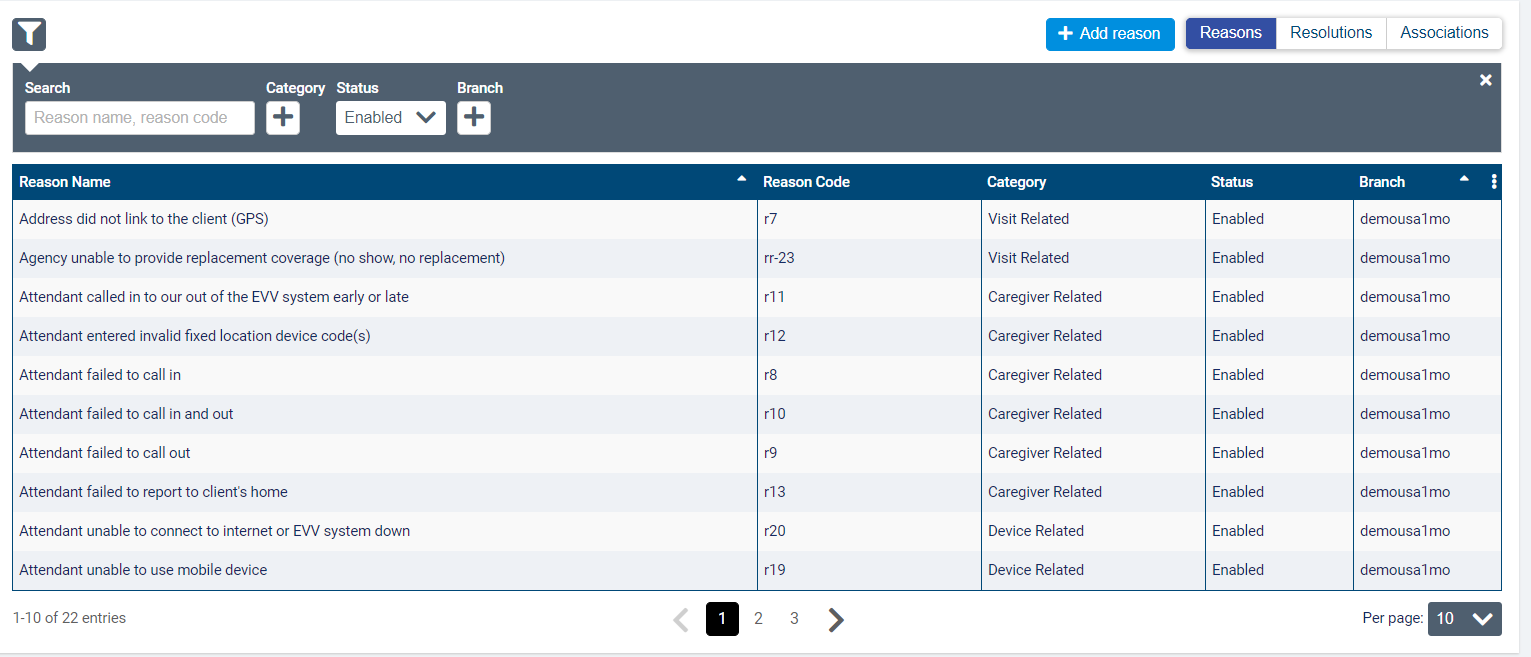 Add reason Reasons Resolutions Associations
Search Category Status Branch
Reason name, reason code Enabled
Reason Name Reason Code Category Status Branch
Address did not link to the client (GPS) r7 Visit Related Enabled demousa1mo
Agency unable to provide replacement coverage (no show, no replacement) rr-23 Visit Related Enabled demousa1mo
Attendant called in to our out of the EVV system early or late r11 Caregiver Related Enabled demousa1mo
Attendant entered invalid fixed location device code(s) r12 Caregiver Related Enabled demousa1mo
Attendant failed to call in r8 Caregiver Related Enabled demousa1mo
Attendant failed to call in and out r10 Caregiver Related Enabled demousa1mo
Attendant failed to call out r9 Caregiver Related Enabled demousa1mo
Attendant failed to report to client's home r13 Caregiver Related Enabled demousa1mo
Attendant unable to connect to internet or EVV system down r20 Device Related Enabled demousa1mo
Attendant unable to use mobile device r19 Device Related Enabled demousa1mo
1-10 of 22 entries 1 2 3 Per page: 10